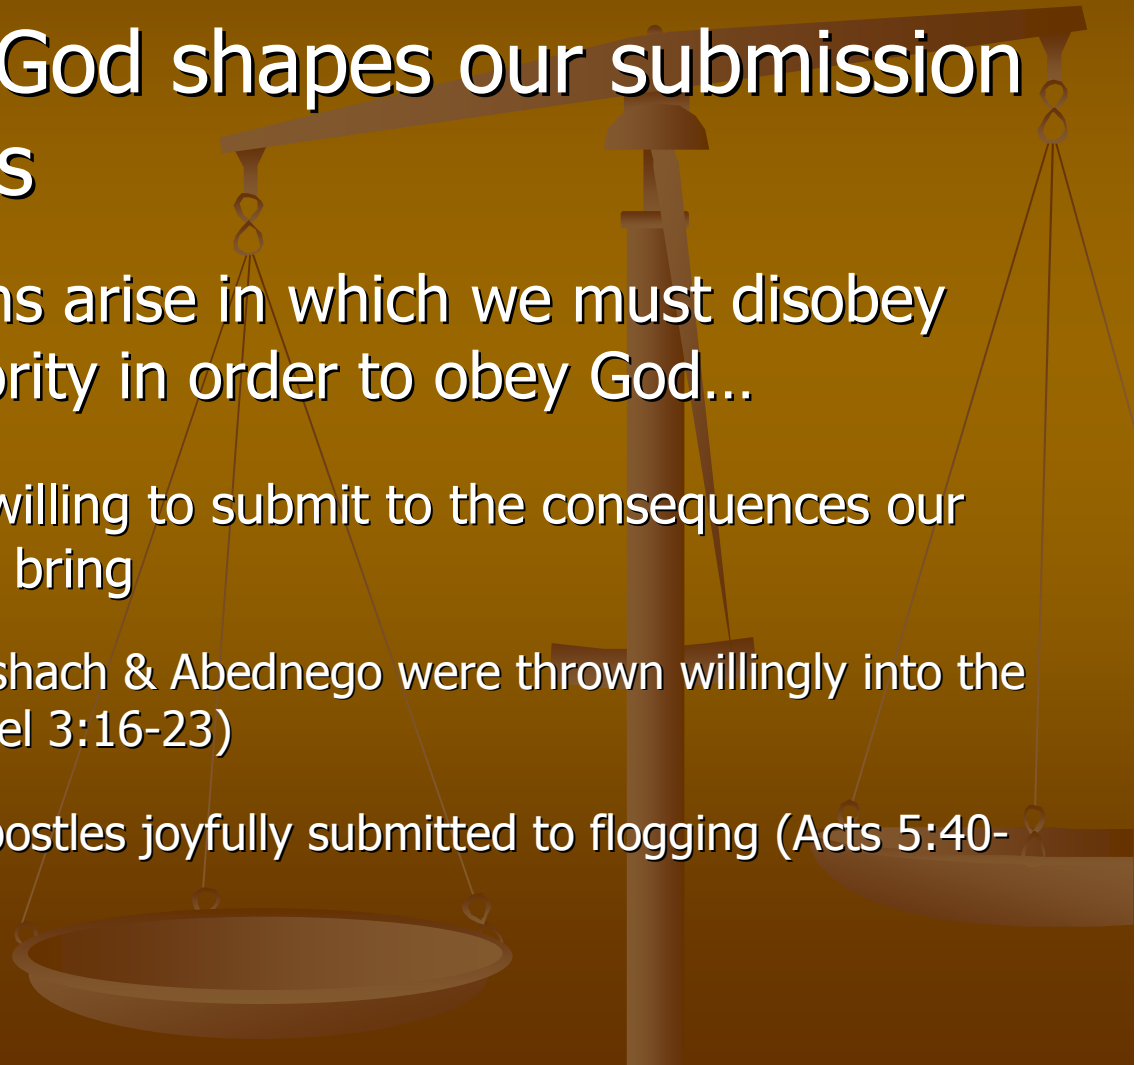 God shapes our submission
s
ns arise in which we must disobey
ority in order to obey God…
willing to submit to the consequences our
bring
shach & Abednego were thrown willingly into the
el 3:16-23)
postles joyfully submitted to flogging (Acts 5:40-